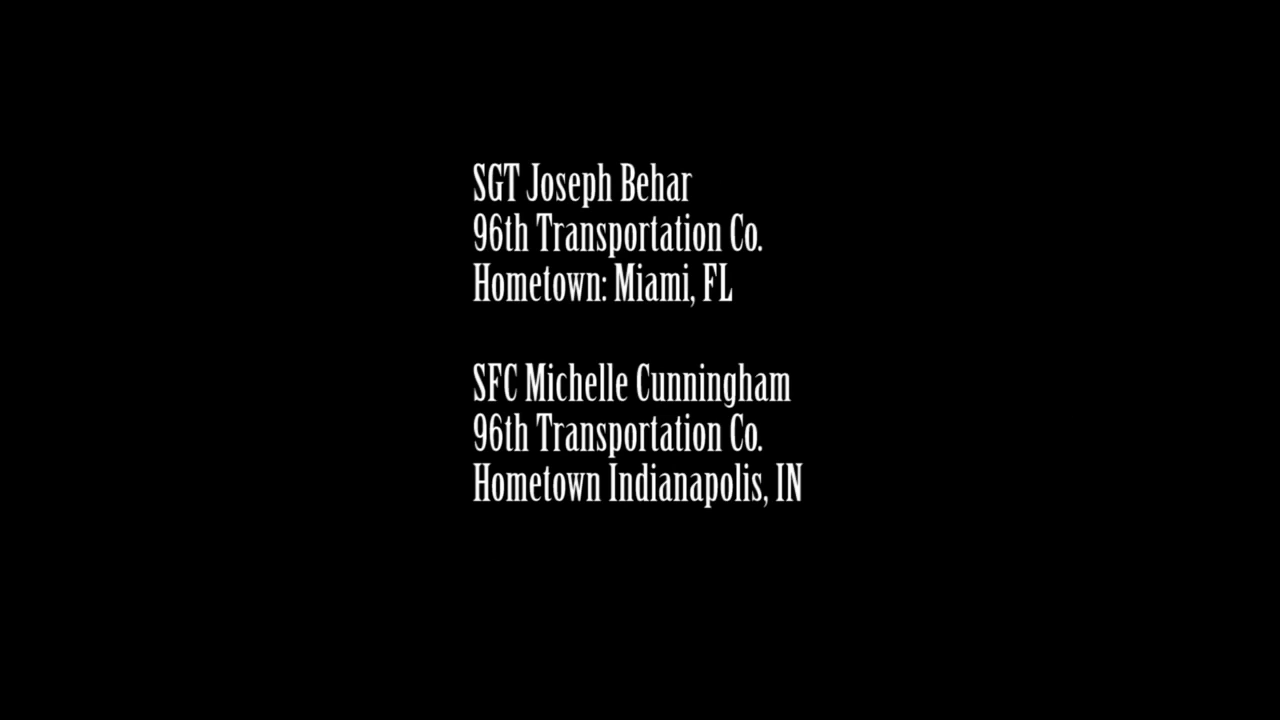 SGT Joseph Behar
96th Transportation Co.
Hometown: Miami, FL
SFC Michelle Cunningham
96th Transportation Co.
Hometown Indianapolis, IN